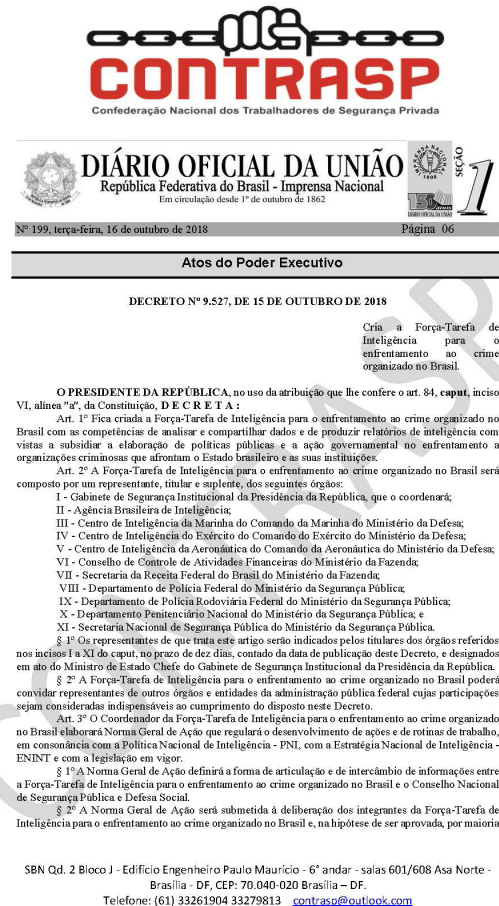 CONTRASP
Confederação Nacional dos Trabalhadores de Segurança Privada
DIÁRIO OFICIAL DA UNIÃO
República Federativa do Brasil - Imprensa Nacional
Em circulação desde 1º de outubro de 1862
SEÇÃO
1
Nº 199, terça-feira, 16 de outubro de 2018
Página 06
Atos do Poder Executivo
DECRETO Nº 9.527, DE 15 DE OUTUBRO DE 2018
Cria a Força-Tarefa de
Inteligência para o
enfrentamento ao crime
organizado no Brasil.
O PRESIDENTE DA REPÚBLICA, no uso da atribuição que lhe confere o art. 84, caput, inciso
VI, alínea "a", da Constituição, D E C R E T A :
Art. 1º Fica criada a Força-Tarefa de Inteligência para o enfrentamento ao crime organizado no
Brasil com as competências de analisar e compartilhar dados e de produzir relatórios de inteligência com
vistas a subsidiar a elaboração de políticas públicas e a ação governamental no enfrentamento a
organizações criminosas que afrontam o Estado brasileiro e as suas instituições.
Art. 2º A Força-Tarefa de Inteligência para o enfrentamento ao crime organizado no Brasil será
composto por um representante, titular e suplente, dos seguintes órgãos:
I - Gabinete de Segurança Institucional da Presidência da República, que o coordenará;
II - Agência Brasileira de Inteligência;
III - Centro de Inteligência da Marinha do Comando da Marinha do Ministério da Defesa;
IV - Centro de Inteligência do Exército do Comando do Exército do Ministério da Defesa;
V - Centro de Inteligência da Aeronáutica do Comando da Aeronáutica do Ministério da Defesa;
VI - Conselho de Controle de Atividades Financeiras do Ministério da Fazenda;
VII - Secretaria da Receita Federal do Brasil do Ministério da Fazenda;
VIII - Departamento de Polícia Federal do Ministério da Segurança Pública;
IX - Departamento de Polícia Rodoviária Federal do Ministério da Segurança Pública;
X - Departamento Penitenciário Nacional do Ministério da Segurança Pública; e
XI - Secretaria Nacional de Segurança Pública do Ministério da Segurança Pública.
§ 1º Os representantes de que trata este artigo serão indicados pelos titulares dos órgãos referidos
nos incisos I a XI do caput, no prazo de dez dias, contado da data de publicação deste Decreto, e designados
em ato do Ministro de Estado Chefe do Gabinete de Segurança Institucional da Presidência da República.
§ 2º A Força-Tarefa de Inteligência para o enfrentamento ao crime organizado no Brasil poderá
convidar representantes de outros órgãos e entidades da administração pública federal cujas participações
sejam consideradas indispensáveis ao cumprimento do disposto neste Decreto.
Art. 3º O Coordenador da Força-Tarefa de Inteligência para o enfrentamento ao crime organizado
no Brasil elaborará Norma Geral de Ação que regulará o desenvolvimento de ações e de rotinas de trabalho,
em consonância com a Política Nacional de Inteligência - PNI, com a Estratégia Nacional de Inteligência -
ENINT e com a legislação em vigor.
§ 1º A Norma Geral de Ação definirá a forma de articulação e de intercâmbio de informações entre
a Força-Tarefa de Inteligência para o enfrentamento ao crime organizado no Brasil e o Conselho Nacional
de Segurança Pública e Defesa Social.
§ 2º A Norma Geral de Ação será submetida à deliberação dos integrantes da Força-Tarefa de
Inteligência para o enfrentamento ao crime organizado no Brasil e, na hipótese de ser aprovada, por maioria
SBN Qd. 2 Bloco J - Edifício Engenheiro Paulo Maurício - 6° andar - salas 601/608 Asa Norte -
Brasília - DF, CEP: 70.040-020 Brasília – DF.
Telefone: (61) 33261904 33279813 contrasp@outlook.com